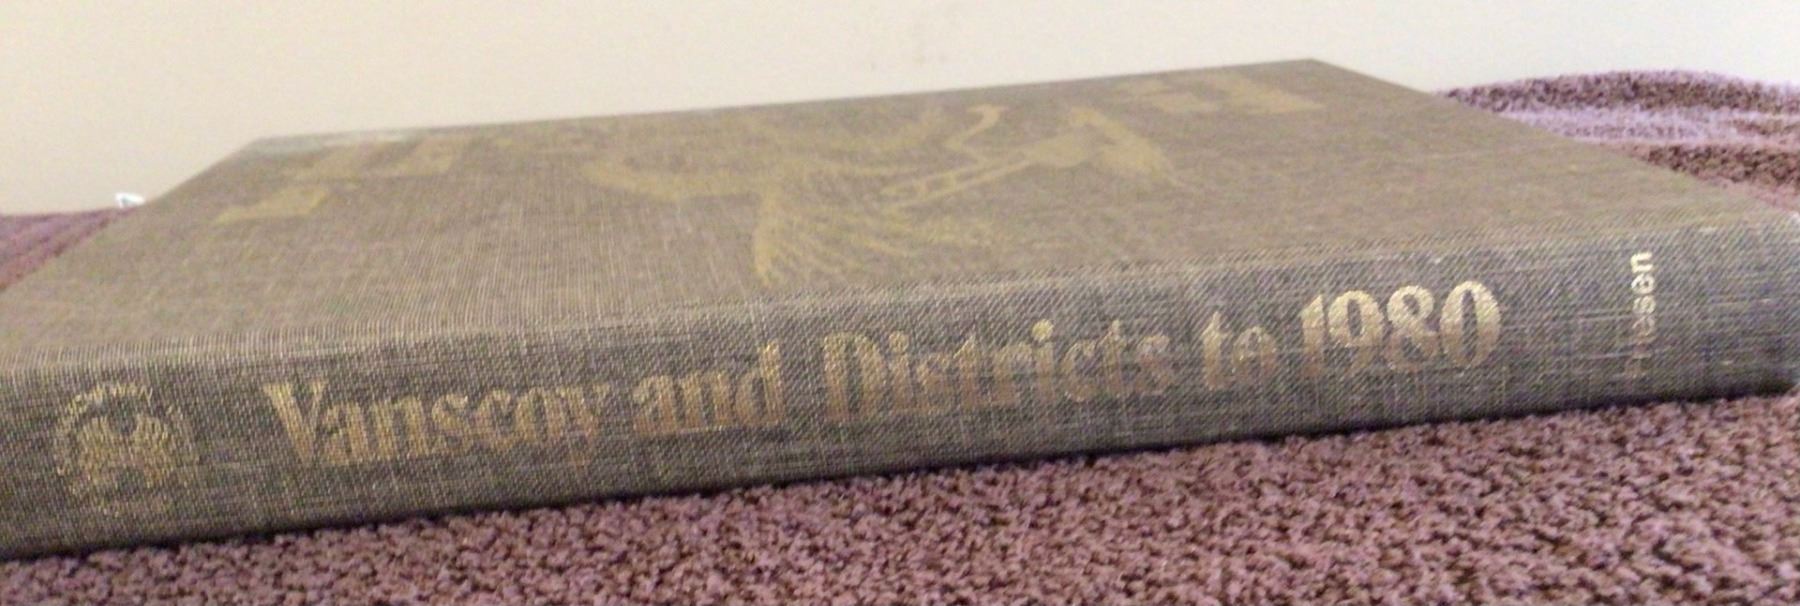 Vanscoy and Districts to 1980
Friesen